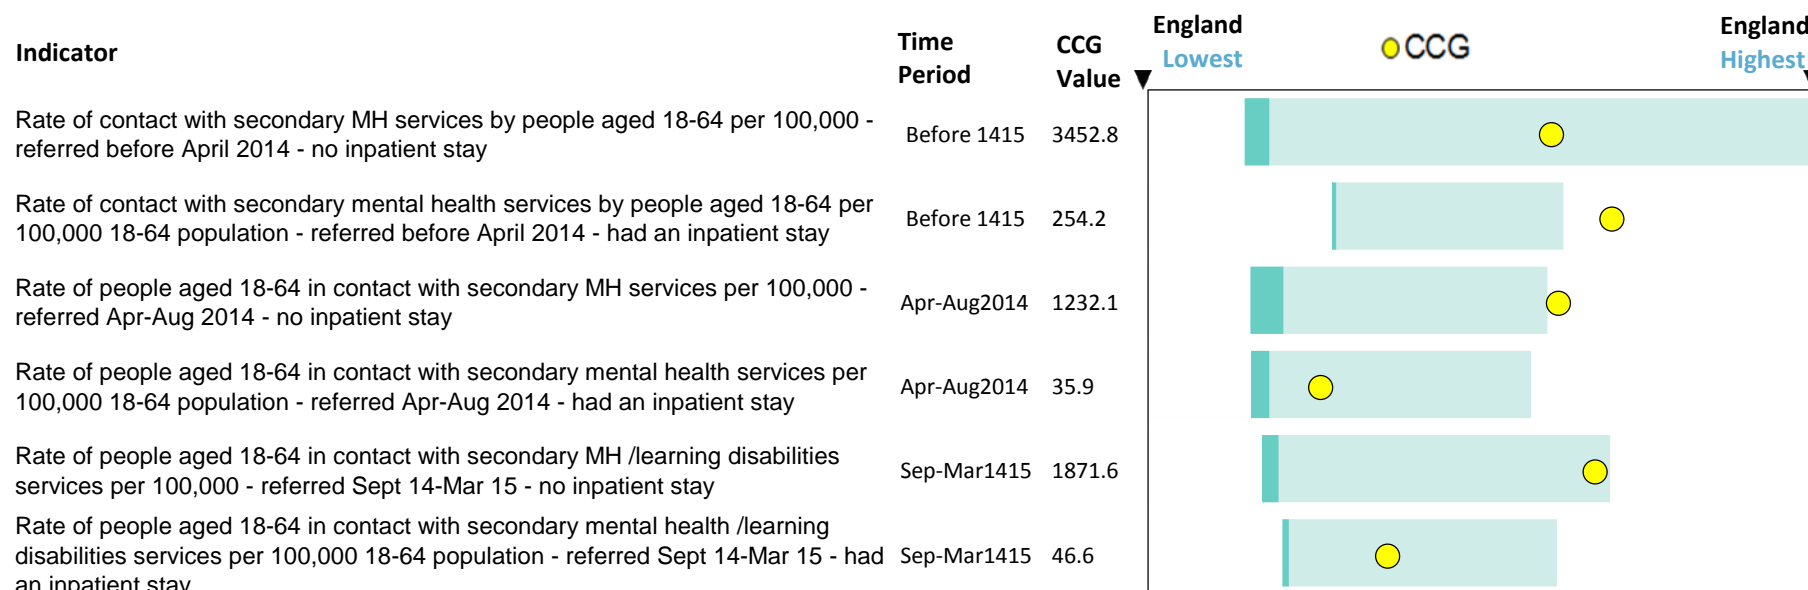 Indicator
Time
Period
CCG
Value
England
Lowest
CCG
England
Highest
Rate of contact with secondary MH services by people aged 18-64 per 100,000 -
referred before April 2014 - no inpatient stay
Before 1415 3452.8
Rate of contact with secondary mental health services by people aged 18-64 per
100,000 18-64 population - referred before April 2014 - had an inpatient stay
Before 1415 254.2
Rate of people aged 18-64 in contact with secondary MH services per 100,000 -
referred Apr-Aug 2014 - no inpatient stay
Apr-Aug2014 1232.1
Rate of people aged 18-64 in contact with secondary mental health services per
100,000 18-64 population - referred Apr-Aug 2014 - had an inpatient stay
Apr-Aug2014 35.9
Rate of people aged 18-64 in contact with secondary MH /learning disabilities
services per 100,000 - referred Sept 14-Mar 15 - no inpatient stay
Sep-Mar1415 1871.6
Rate of people aged 18-64 in contact with secondary mental health /learning
disabilities services per 100,000 18-64 population - referred Sept 14-Mar 15 - had
an inpatient stay
Sep-Mar1415 46.6